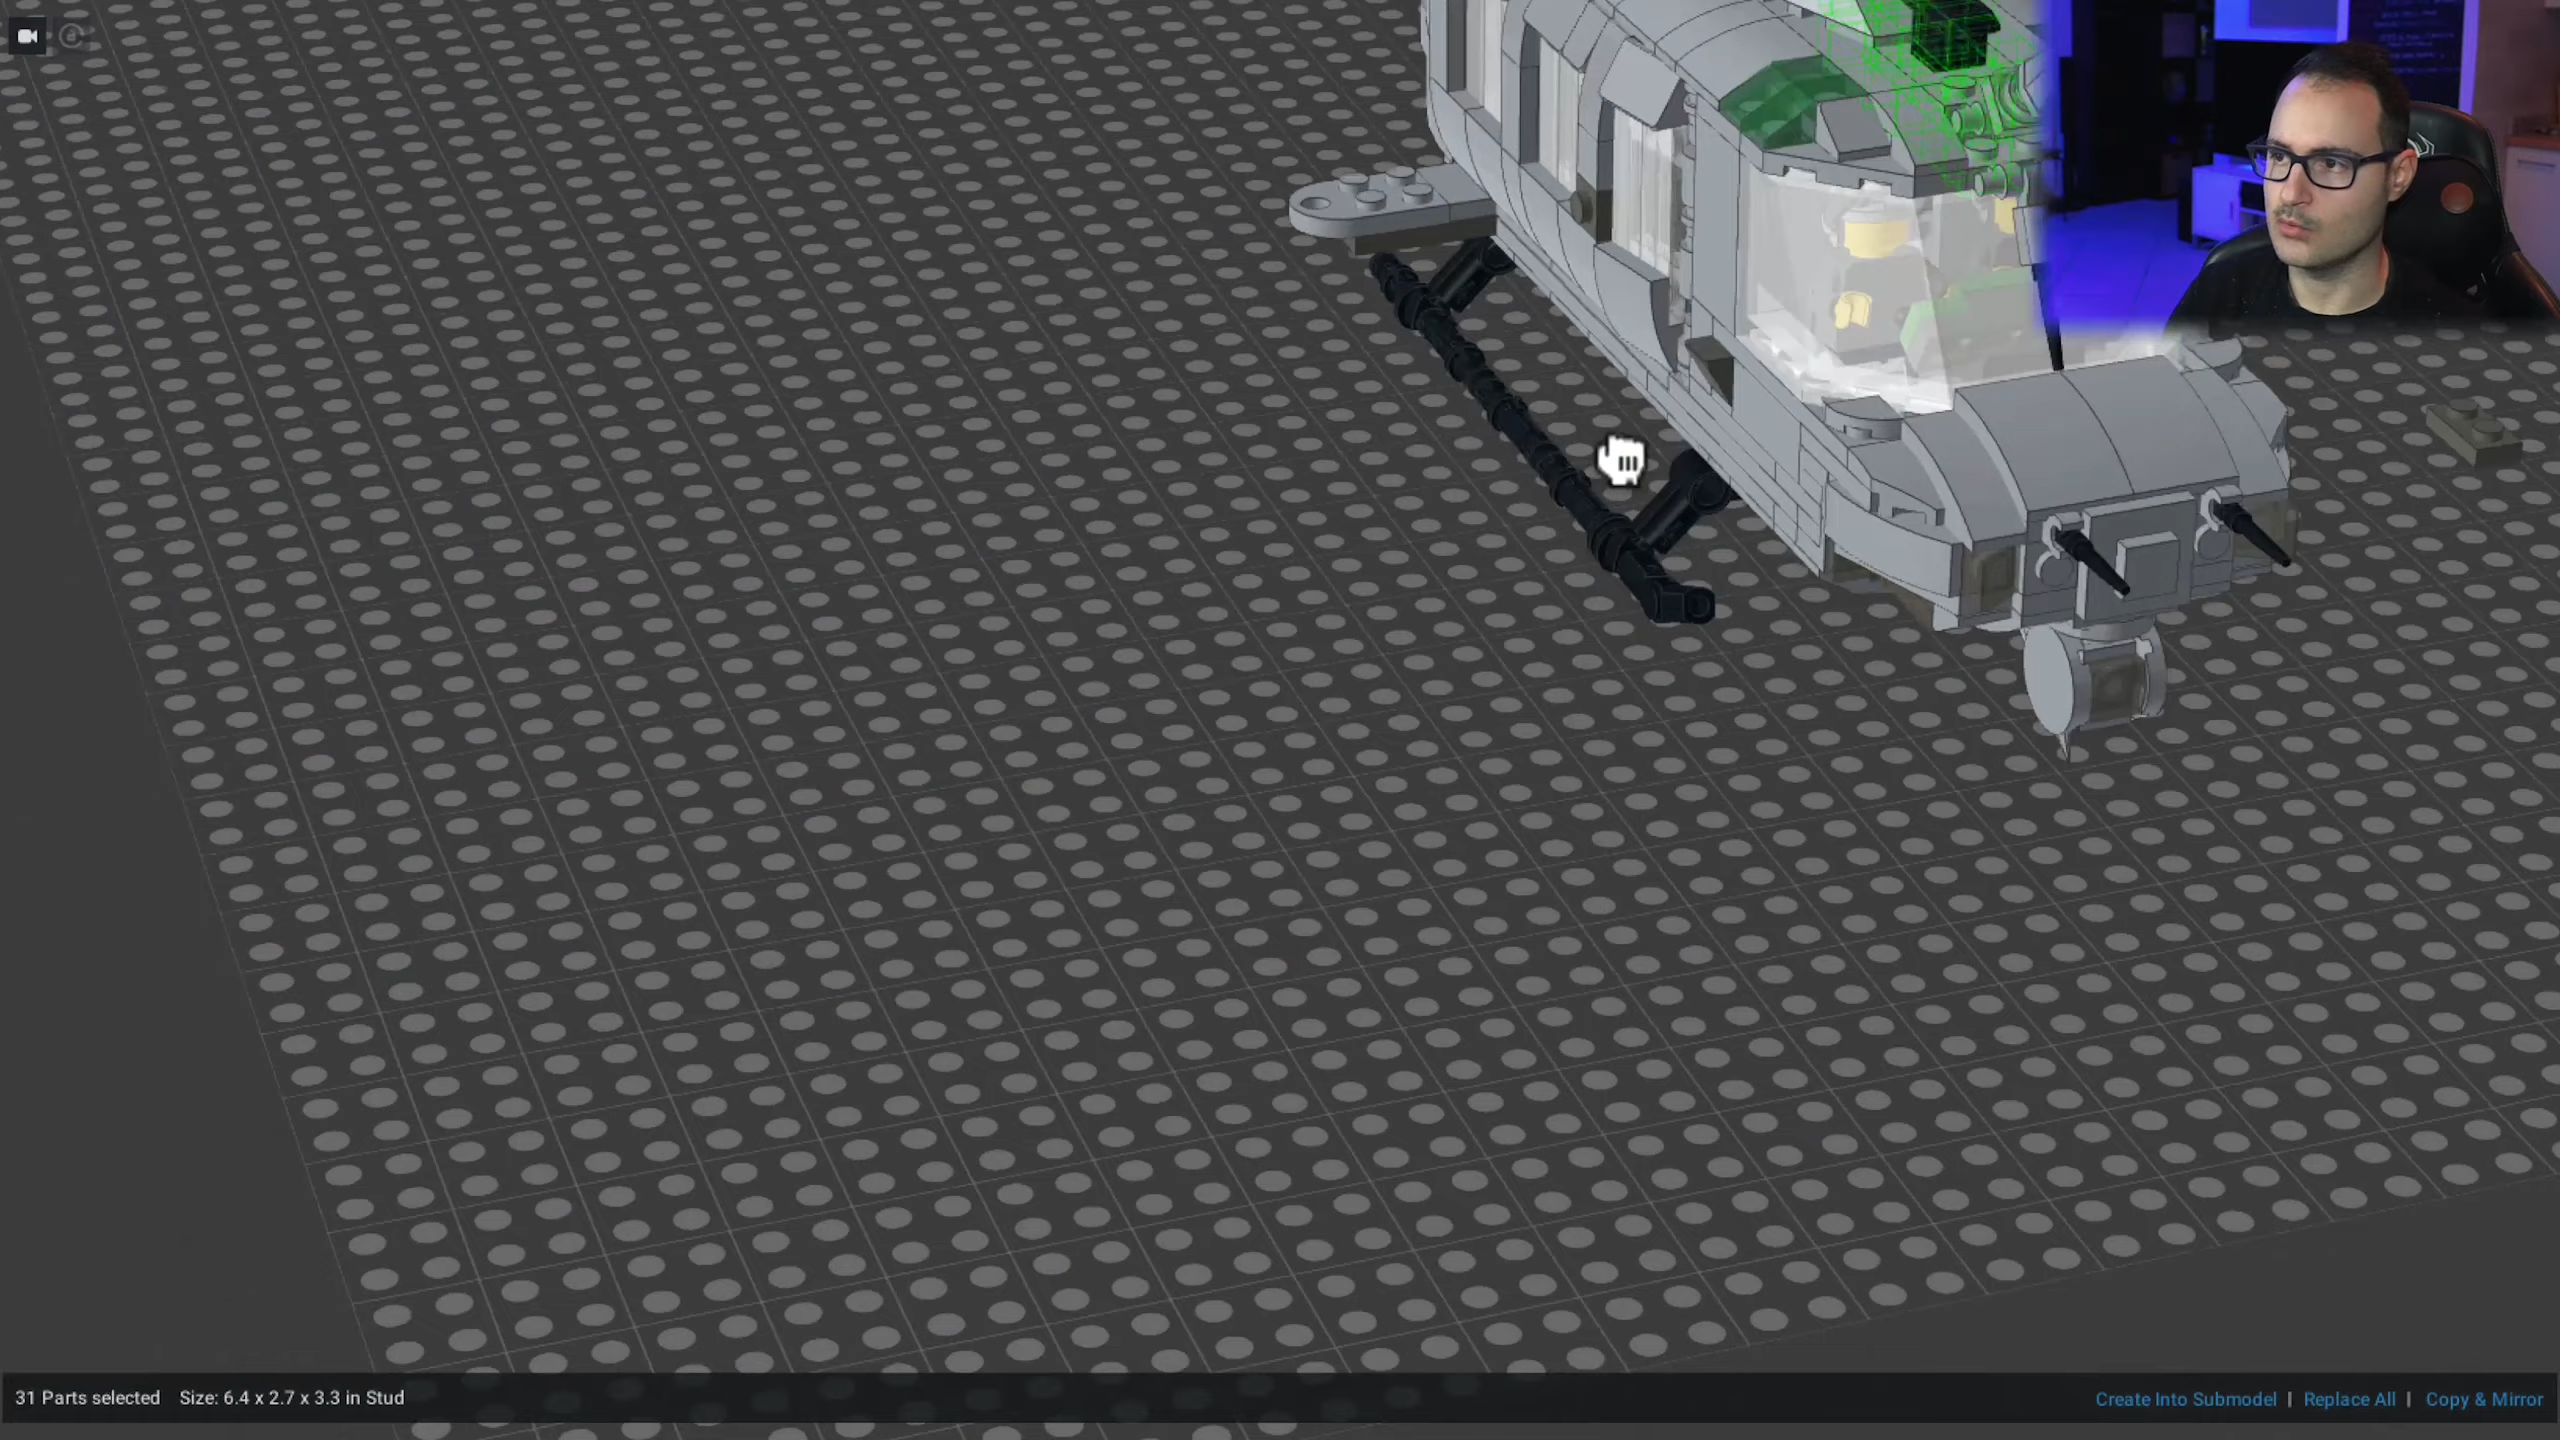 31 Parts selected Size: 6.4 x 2.7 x 3.3 in Stud
Create Into Submodel | Replace All | Copy & Mirror